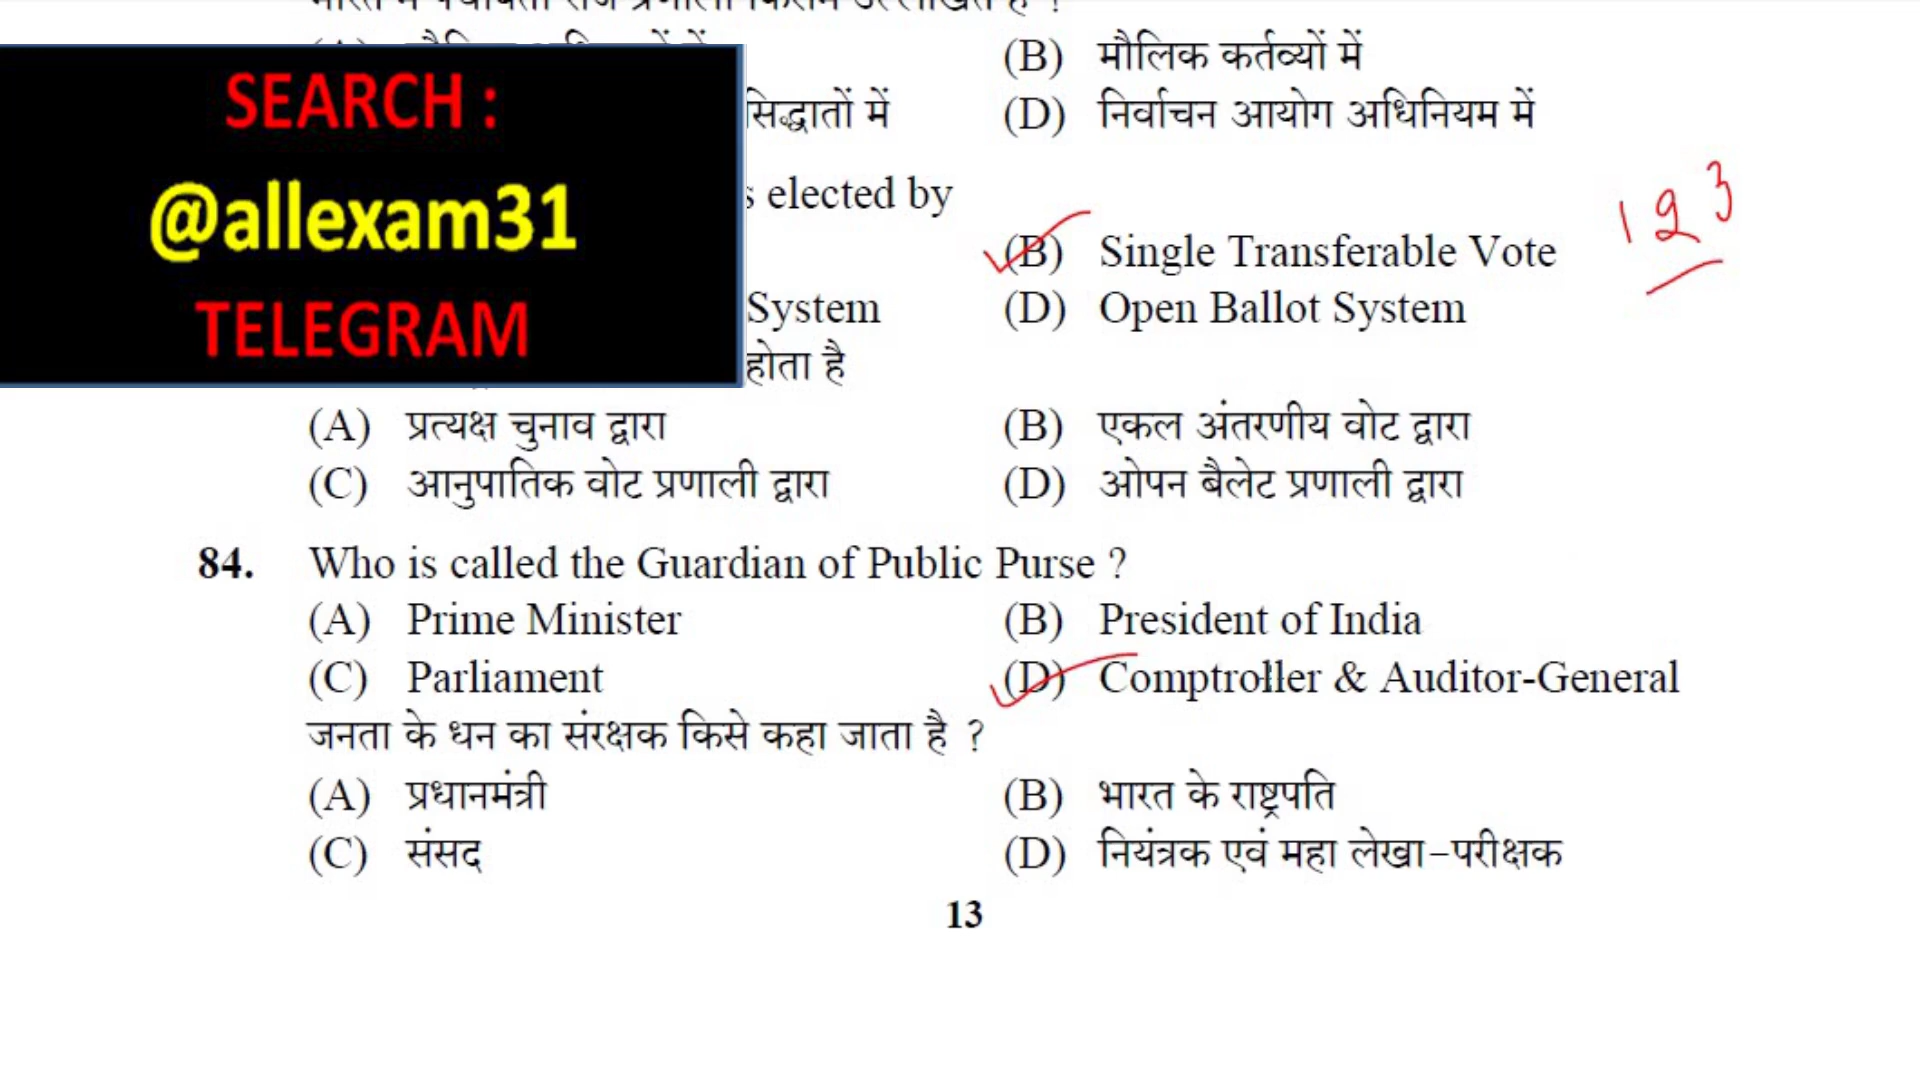 (B) मौलिक कर्तव्यों में
SEARCH :
सिद्धातों में (D) निर्वाचन आयोग अधिनियम में
@allexam31
elected by
1 2 3
(B) Single Transferable Vote
TELEGRAM
System (D) Open Ballot System
होता है
(A) प्रत्यक्ष चुनाव द्वारा (B) एकल अंतरणीय वोट द्वारा
(C) आनुपातिक वोट प्रणाली द्वारा (D) ओपन बैलेट प्रणाली द्वारा
84. Who is called the Guardian of Public Purse ?
(A) Prime Minister (B) President of India
(C) Parliament (D) Comptroller & Auditor-General
जनता के धन का संरक्षक किसे कहा जाता है ?
(A) प्रधानमंत्री (B) भारत के राष्ट्रपति
(C) संसद (D) नियंत्रक एवं महा लेखा-परीक्षक
13